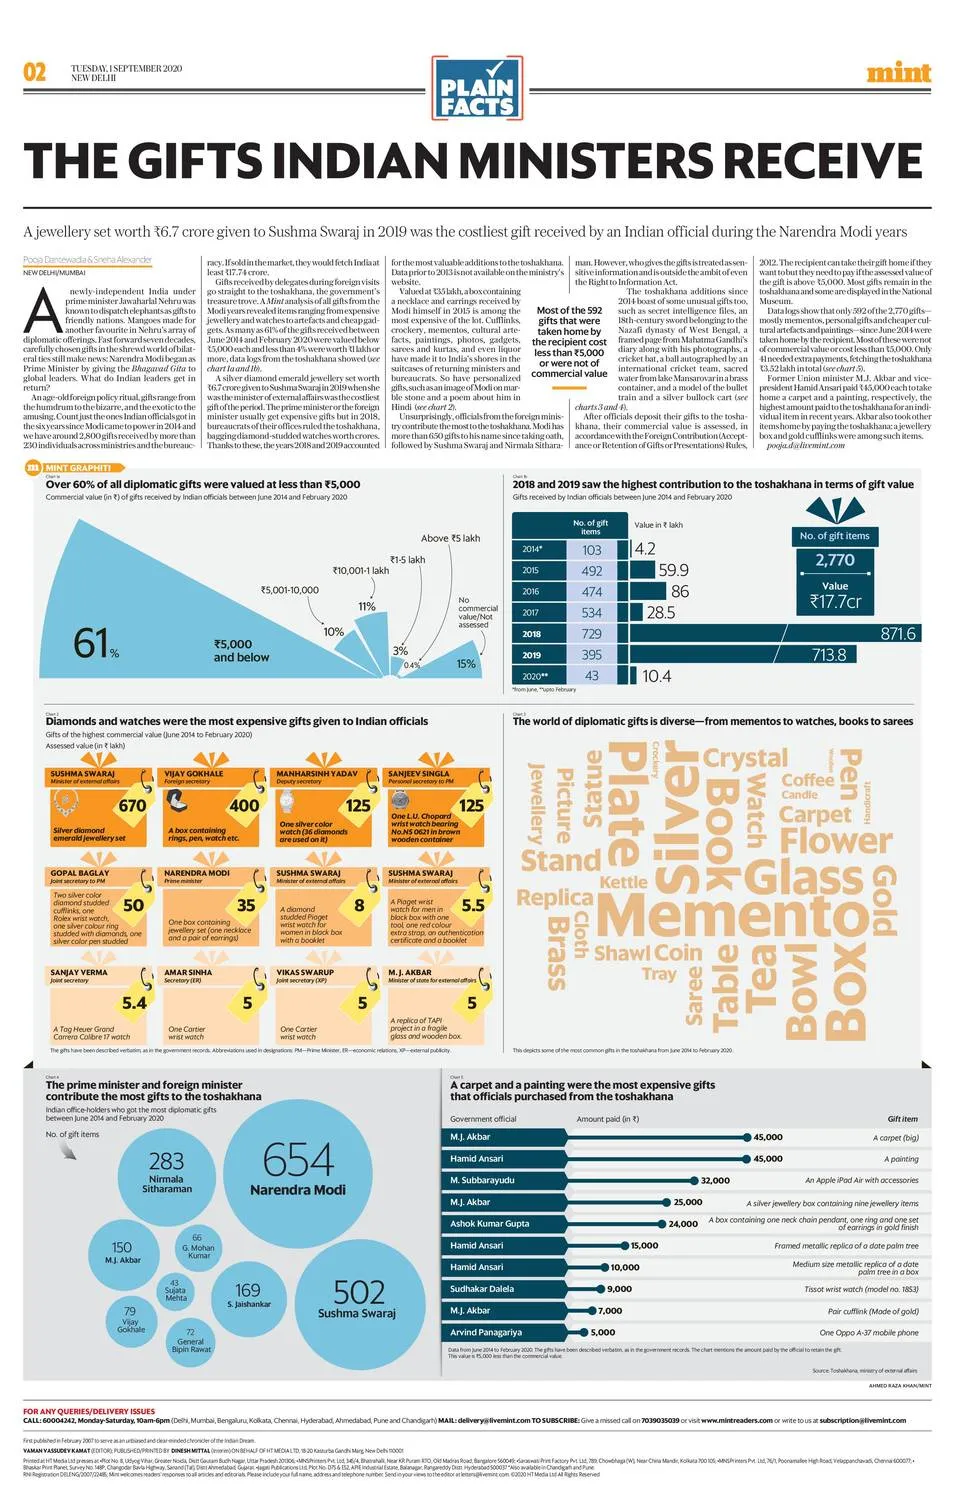 02
TUESDAY, 1 SEPTEMBER 2020
NEW DELHI
PLAIN
FACTS
mint
THE GIFTS INDIAN MINISTERS RECEIVE
A jewellery set worth ₹6.7 crore given to Sushma Swaraj in 2019 was the costliest gift received by an Indian official during the Narendra Modi years
Pooja Dantewadia & Sneha Alexander
NEW DELHI/MUMBAI
A newly-independent India under
prime minister Jawaharlal Nehru was
known to dispatch elephants as gifts to
friendly nations. Mangoes made for
another favourite in Nehru's array of
diplomatic offerings. Fast forward seven decades,
carefully chosen gifts in the shrewd world of bilat-
eral ties still make news: Narendra Modi began as
Prime Minister by giving the Bhagavad Gita to
global leaders. What do Indian leaders get in
return?
An age-old foreign policy ritual, gifts range from
the humdrum to the bizarre, and the exotic to the
amusing. Count just the ones Indian officials got in
the six years since Modi came to power in 2014 and
we have around 2,800 gifts received by more than
230 individuals across ministries and the bureauc-
racy. If sold in the market, they would fetch India at
least ₹17.74 crore.
Gifts received by delegates during foreign visits
go straight to the toshakhana, the government's
treasure trove. A Mint analysis of all gifts from the
Modi years revealed items ranging from expensive
jewellery and watches to artefacts and cheap gad-
gets. As many as 61% of the gifts received between
June 2014 and February 2020 were valued below
₹5,000 each and less than 4% were worth ₹1 lakh or
more, data logs from the toshakhana showed (see
chart 1a and 1b).
A silver diamond emerald jewellery set worth
₹6.7 crore given to Sushma Swaraj in 2019 when she
was the minister of external affairs was the costliest
gift of the period. The prime minister or the foreign
minister usually get expensive gifts but in 2018,
bureaucrats of their offices ruled the toshakhana,
bagging diamond-studded watches worth crores.
Thanks to these, the years 2018 and 2019 accounted
for the most valuable additions to the toshakhana.
Data prior to 2013 is not available on the ministry's
website.
Valued at ₹35 lakh, a box containing
a necklace and earrings received by
Modi himself in 2015 is among the
most expensive of the lot. Cufflinks,
crockery, mementos, cultural arte-
facts, paintings, photos, gadgets,
sarees and kurtas, and even liquor
have made it to India's shores in the
suitcases of returning ministers and
bureaucrats. So have personalized
gifts, such as an image of Modi on mar-
ble stone and a poem about him in
Hindi (see chart 2).
Unsurprisingly, officials from the foreign minis-
try contribute the most to the toshakhana. Modi has
more than 650 gifts to his name since taking oath,
followed by Sushma Swaraj and Nirmala Sithara-
Most of the 592
gifts that were
taken home by
the recipient cost
less than ₹5,000
or were not of
commercial value
man. However, who gives the gifts is treated as sen-
sitive information and is outside the ambit of even
the Right to Information Act.
The toshakhana additions since
2014 boast of some unusual gifts too,
such as secret intelligence files, an
18th-century sword belonging to the
Nazafi dynasty of West Bengal, a
framed page from Mahatma Gandhi's
diary along with his photographs, a
cricket bat, a ball autographed by an
international cricket team, sacred
water from lake Mansarovar in a brass
container, and a model of the bullet
train and a silver bullock cart (see
charts 3 and 4).
After officials deposit their gifts to the tosha-
khana, their commercial value is assessed, in
accordance with the Foreign Contribution (Accept-
ance or Retention of Gifts or Presentations) Rules,
2012. The recipient can take their gift home if they
want to but they need to pay if the assessed value of
the gift is above ₹5,000. Most gifts remain in the
toshakhana and some are displayed in the National
Museum.
Data logs show that only 592 of the 2,770 gifts—
mostly mementos, personal gifts and cheaper cul-
tural artefacts and paintings—since June 2014 were
taken home by the recipient. Most of these were not
of commercial value or cost less than ₹5,000. Only
41 needed extra payments, fetching the toshakhana
₹3.52 lakh in total (see chart 5).
Former Union minister M.J. Akbar and vice-
president Hamid Ansari paid ₹45,000 each to take
home a carpet and a painting, respectively, the
highest amount paid to the toshakhana for an indi-
vidual item in recent years. Akbar also took other
items home by paying the toshakhana; a jewellery
box and gold cufflinks were among such items.
pooja.d@livemint.com
m MINT GRAPHITI
Chart 1a
Over 60% of all diplomatic gifts were valued at less than ₹5,000
Commercial value (in ₹) of gifts received by Indian officials between June 2014 and February 2020
61%
₹5,000
and below
₹5,001-10,000
10%
₹10,001-1 lakh
11%
₹1-5 lakh
3%
Above ₹5 lakh
0.4%
No
commercial
value/Not
assessed
15%
Chart 1b
2018 and 2019 saw the highest contribution to the toshakhana in terms of gift value
Gifts received by Indian officials between June 2014 and February 2020
No. of gift
items
Value in ₹ lakh
2014* 103 4.2
2015 492 59.9
2016 474 86
2017 534 28.5
2018 729 871.6
2019 395 713.8
2020** 43 10.4
No. of gift items
2,770
Value
₹17.7cr
*from June, **upto February
Chart 2
Diamonds and watches were the most expensive gifts given to Indian officials
Gifts of the highest commercial value (June 2014 to February 2020)
Assessed value (in ₹ lakh)
SUSHMA SWARAJ
Minister of external affairs
670
Silver diamond
emerald jewellery set
VIJAY GOKHALE
Foreign secretary
400
A box containing
rings, pen, watch etc.
MANHARSINH YADAV
Deputy secretary
125
One silver color
watch (36 diamonds
are used on it)
SANJEEV SINGLA
Personal secretary to PM
125
One L.U. Chopard
wrist watch bearing
No.NS 0621 in brown
wooden container
GOPAL BAGLAY
Joint secretary to PM
50
Two silver color
diamond studded
cufflinks, one
Rolex wrist watch,
one silver colour ring
studded with diamonds, one
silver color pen studded
NARENDRA MODI
Prime minister
35
One box containing
jewellery set (one necklace
and a pair of earrings)
SUSHMA SWARAJ
Minister of external affairs
8
A diamond
studded Piaget
wrist watch for
women in black box
with a booklet
SUSHMA SWARAJ
Minister of external affairs
5.5
A Piaget wrist
watch for men in
black box with one
tool, one red colour
extra strap, an authentication
certificate and a booklet
SANJAY VERMA
Joint secretary
5.4
A Tag Heuer Grand
Carrera Calibre 17 watch
AMAR SINHA
Secretary (ER)
5
One Cartier
wrist watch
VIKAS SWARUP
Joint secretary (XP)
5
One Cartier
wrist watch
M. J. AKBAR
Minister of state for external affairs
5
A replica of TAPI
project in a fragile
glass and wooden box.
The gifts have been described verbatim, as in the government records. Abbreviations used in designations: PM—Prime Minister, ER—economic relations, XP—external publicity.
Chart 3
The world of diplomatic gifts is diverse—from mementos to watches, books to sarees
Jewellery
Picture
Statue
Plate
Crockery
Silver
Crystal
Book
Watch
Wooden
Coffee
Candle
Pen
Handicraft
Carpet
Flower
Stand
Kettle
Glass
Replica
Memento
Gold
Brass
Cloth
Shawl
Coin
Tray
Saree
Table
Tea
Bowl
Box
This depicts some of the most common gifts in the toshakhana from June 2014 to February 2020.
Chart 4
The prime minister and foreign minister
contribute the most gifts to the toshakhana
Indian office-holders who got the most diplomatic gifts
between June 2014 and February 2020
No. of gift items
654
Narendra Modi
283
Nirmala
Sitharaman
150
M.J. Akbar
66
G. Mohan
Kumar
43
Sujata
Mehta
169
S. Jaishankar
502
Sushma Swaraj
79
Vijay
Gokhale
72
General
Bipin Rawat
Chart 5
A carpet and a painting were the most expensive gifts
that officials purchased from the toshakhana
Government official Amount paid (in ₹) Gift item
M.J. Akbar 45,000 A carpet (big)
Hamid Ansari 45,000 A painting
M. Subbarayudu 32,000 An Apple iPad Air with accessories
M.J. Akbar 25,000 A silver jewellery box containing nine jewellery items
Ashok Kumar Gupta 24,000 A box containing one neck chain pendant, one ring and one set
of earrings in gold finish
Hamid Ansari 15,000 Framed metallic replica of a date palm tree
Hamid Ansari 10,000 Medium size metallic replica of a date
palm tree in a box
Sudhakar Dalela 9,000 Tissot wrist watch (model no. 1853)
M.J. Akbar 7,000 Pair cufflink (Made of gold)
Arvind Panagariya 5,000 One Oppo A-37 mobile phone
Data from June 2014 to February 2020. The gifts have been described verbatim, as in the government records. The chart mentions the amount paid by the official to retain the gift.
This value is ₹5,000 less than the commercial value.
Source: Toshakhana, ministry of external affairs
AHMED RAZA KHAN/MINT
FOR ANY QUERIES/DELIVERY ISSUES
CALL: 60004242, Monday-Saturday, 10am-6pm (Delhi, Mumbai, Bengaluru, Kolkata, Chennai, Hyderabad, Ahmedabad, Pune and Chandigarh) MAIL: delivery@livemint.com TO SUBSCRIBE: Give a missed call on 7039035039 or visit www.mintreaders.com or write to us at subscription@livemint.com
First published in February 2007 to serve as an unbiased and clear-minded chronicler of the Indian Dream.
VAMAN VASSUDEV KAMAT (EDITOR), PUBLISHED/PRINTED BY DINESH MITTAL (interim) ON BEHALF OF HT MEDIA LTD, 18-20 Kasturba Gandhi Marg, New Delhi 110001
RNI Registration DELENG/2007/22485; Mint welcomes readers' responses to all articles and editorials. Please include your full name, address and telephone number. Send in your views to the editor at letters@livemint.com. ©2020 HT Media Ltd All Rights Reserved